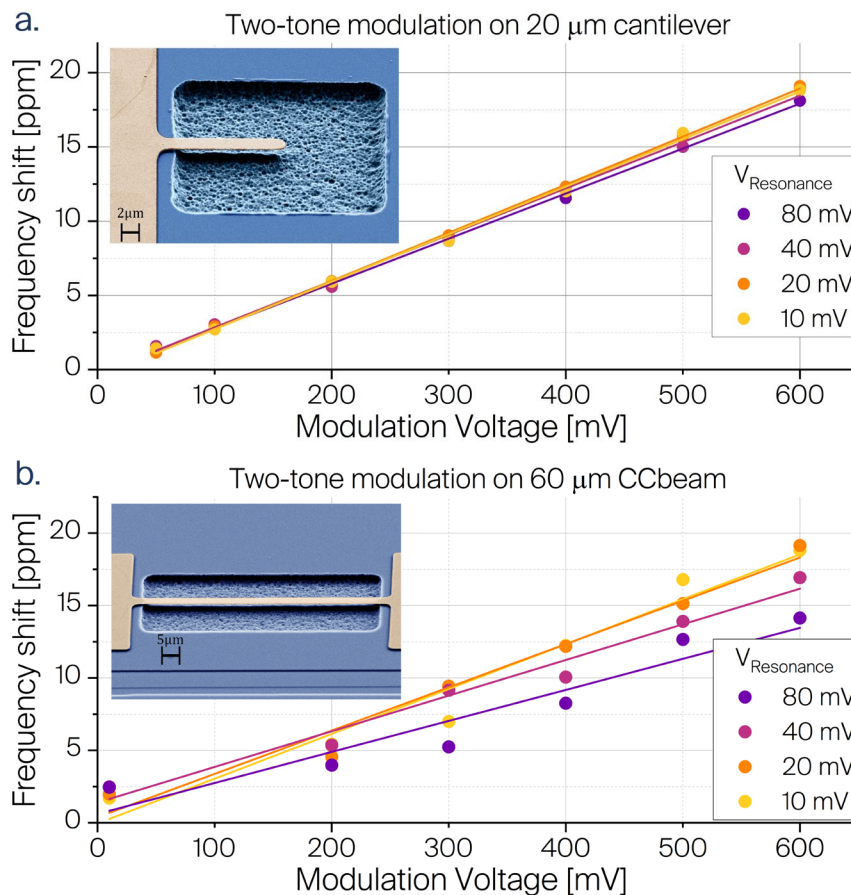 a.
Two-tone modulation on 20 μm cantilever
Frequency shift [ppm]
20
15
10
5
0
2μm
V Resonance
80 mV
40 mV
20 mV
10 mV
0 100 200 300 400 500 600
Modulation Voltage [mV]
b.
Two-tone modulation on 60 μm CCbeam
Frequency shift [ppm]
20
15
10
5
0
5μm
V Resonance
80 mV
40 mV
20 mV
10 mV
0 100 200 300 400 500 600
Modulation Voltage [mV]